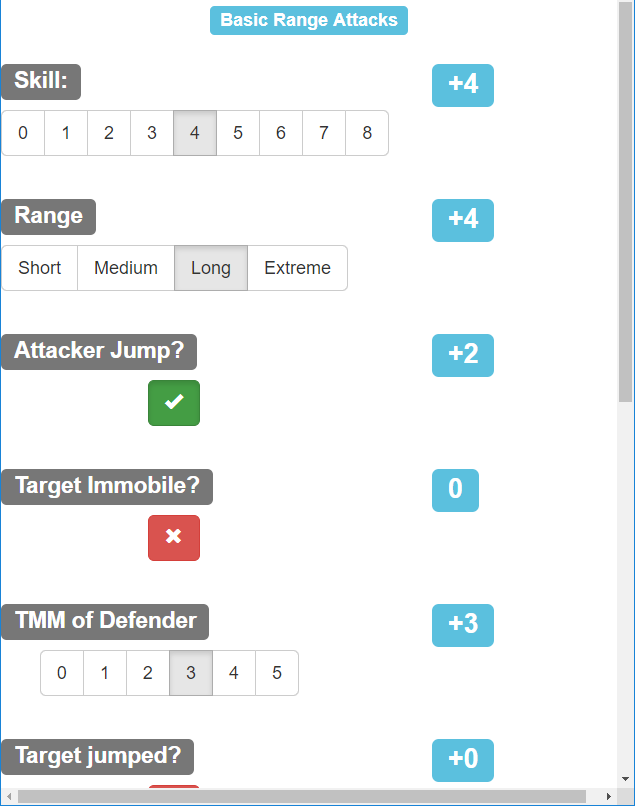 Basic Range Attacks
Skill: +4
0 1 2 3 4 5 6 7 8
Range +4
Short Medium Long Extreme
Attacker Jump? +2
Target Immobile? 0
TMM of Defender +3
0 1 2 3 4 5
Target jumped? +0